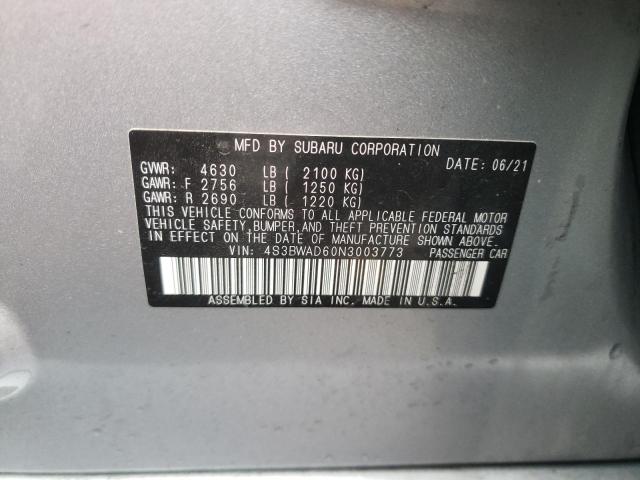 MFD BY SUBARU CORPORATION
DATE: 06/21
GVWR: 4630 LB ( 2100 KG)
GAWR: F 2756 LB ( 1250 KG)
GAWR: R 2690 LB ( 1220 KG)
THIS VEHICLE CONFORMS TO ALL APPLICABLE FEDERAL MOTOR
VEHICLE SAFETY, BUMPER, AND THEFT PREVENTION STANDARDS
IN EFFECT ON THE DATE OF MANUFACTURE SHOWN ABOVE.
VIN: 4S3BWAD60N3003773 PASSENGER CAR
ASSEMBLED BY SIA INC. MADE IN U.S.A.